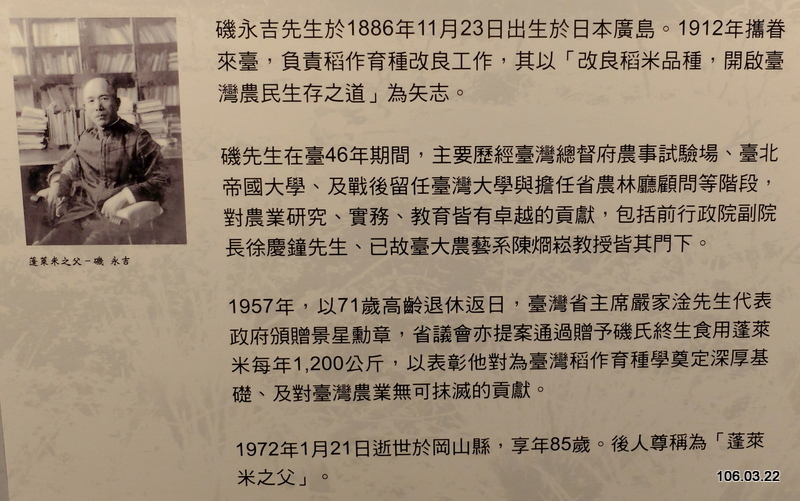 磯永吉先生於1886年11月23日出生於日本廣島。1912年攜眷
來臺，負責稻作育種改良工作，其以「改良稻米品種，開啟臺
灣農民生存之道」為矢志。
磯先生在臺46年期間，主要歷經臺灣總督府農事試驗場、臺北
帝國大學、及戰後留任臺灣大學與擔任省農林廳顧問等階段，
對農業研究、實務、教育皆有卓越的貢獻，包括前行政院副院
長徐慶鐘先生、已故臺大農藝系陳烱崧教授皆其門下。
蓬萊米之父－磯 永吉
1957年，以71歲高齡退休返日，臺灣省主席嚴家淦先生代表
政府頒贈景星勳章，省議會亦提案通過贈予磯氏終生食用蓬萊
米每年1,200公斤，以表彰他對為臺灣稻作育種學奠定深厚基
礎、及對臺灣農業無可抹滅的貢獻。
1972年1月21日逝世於岡山縣，享年85歲。後人尊稱為「蓬萊
米之父」。
106.03.22